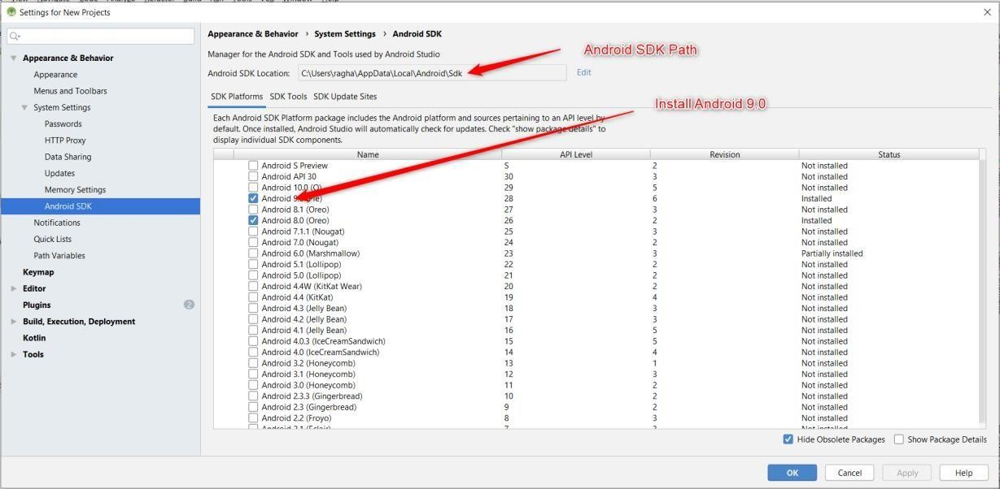 View Navigate Code Analyze Refactor Build Run Tools Window Help
Settings for New Projects
Appearance & Behavior
Appearance
Menus and Toolbars
System Settings
Passwords
HTTP Proxy
Data Sharing
Updates
Memory Settings
Android SDK
Notifications
Quick Lists
Path Variables
Keymap
Editor
Plugins 2
Build, Execution, Deployment
Kotlin
Tools
Appearance & Behavior › System Settings › Android SDK
Manager for the Android SDK and Tools used by Android Studio
Android SDK Path
Android SDK Location: C:\Users\ragha\AppData\Local\Android\Sdk Edit
SDK Platforms SDK Tools SDK Update Sites
Install Android 9.0
Each Android SDK Platform package includes the Android platform and sources pertaining to an API level by
default. Once installed, Android Studio will automatically check for updates. Check "show package details" to
display individual SDK components.
Name API Level Revision Status
Android S Preview S 2 Not installed
Android API 30 30 3 Not installed
Android 10.0 (Q) 29 5 Not installed
Android 9.0 (Pie) 28 6 Installed
Android 8.1 (Oreo) 27 3 Not installed
Android 8.0 (Oreo) 26 2 Installed
Android 7.1.1 (Nougat) 25 3 Not installed
Android 7.0 (Nougat) 24 2 Not installed
Android 6.0 (Marshmallow) 23 3 Partially installed
Android 5.1 (Lollipop) 22 2 Not installed
Android 5.0 (Lollipop) 21 2 Not installed
Android 4.4W (KitKat Wear) 20 2 Not installed
Android 4.4 (KitKat) 19 4 Not installed
Android 4.3 (Jelly Bean) 18 3 Not installed
Android 4.2 (Jelly Bean) 17 3 Not installed
Android 4.1 (Jelly Bean) 16 5 Not installed
Android 4.0.3 (IceCreamSandwich) 15 5 Not installed
Android 4.0 (IceCreamSandwich) 14 4 Not installed
Android 3.2 (Honeycomb) 13 1 Not installed
Android 3.1 (Honeycomb) 12 3 Not installed
Android 3.0 (Honeycomb) 11 2 Not installed
Android 2.3.3 (Gingerbread) 10 2 Not installed
Android 2.3 (Gingerbread) 9 2 Not installed
Android 2.2 (Froyo) 8 3 Not installed
Android 2.1 (Eclair) 7 3 Not installed
Hide Obsolete Packages Show Package Details
OK Cancel Apply Help